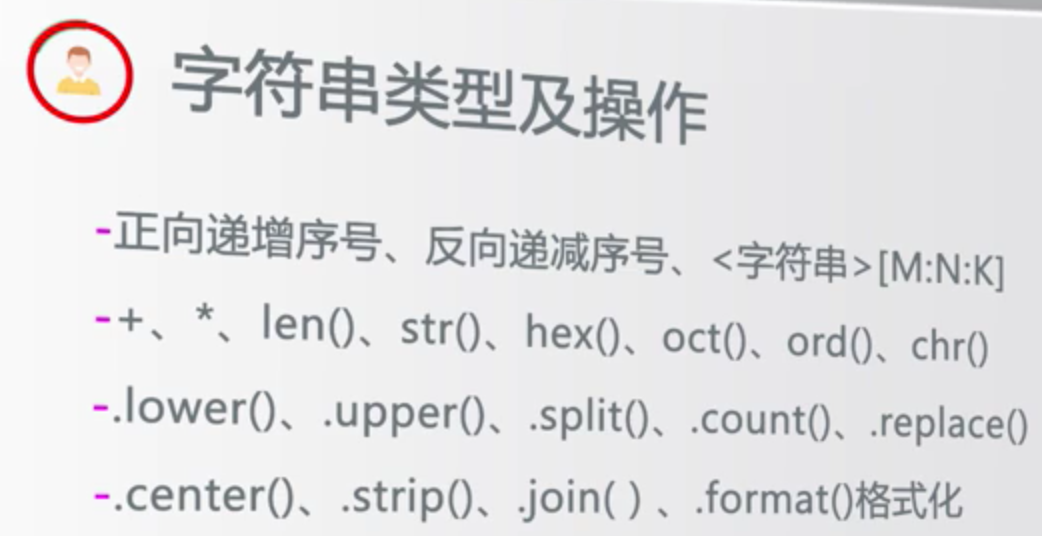 字符串类型及操作
-正向递增序号、反向递减序号、<字符串>[M:N:K]
-+、*、len()、str()、hex()、oct()、ord()、chr()
-.lower()、.upper()、.split()、.count()、.replace()
-.center()、.strip()、.join( ) 、.format()格式化